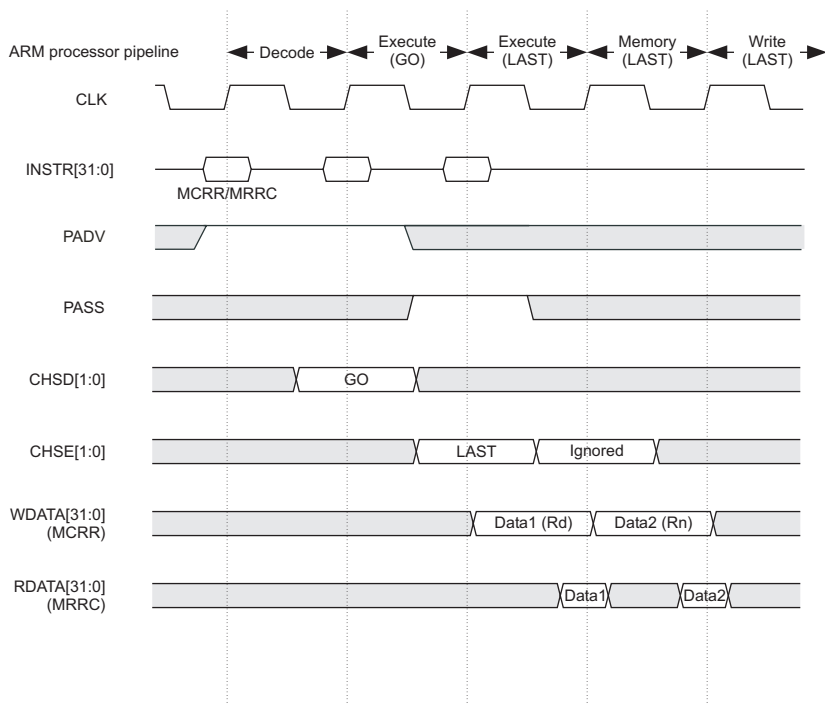 ARM processor pipeline
Decode
Execute
(GO)
Execute
(LAST)
Memory
(LAST)
Write
(LAST)
CLK
INSTR[31:0]
MCRR/MRRC
PADV
PASS
CHSD[1:0]
GO
CHSE[1:0]
LAST
Ignored
WDATA[31:0]
(MCRR)
Data1 (Rd)
Data2 (Rn)
RDATA[31:0]
(MRRC)
Data1
Data2